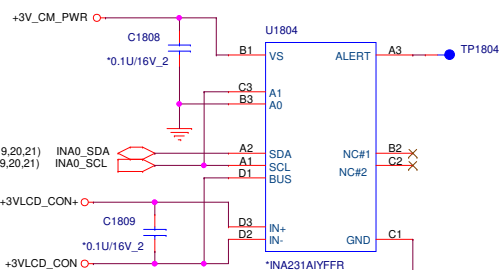 +3V_CM_PWR
C1808
*0.1U/16V_2
U1804
B1 VS ALERT A3 TP1804
C3 A1
B3 A0
9,20,21) INA0_SDA A2 SDA NC#1 B2
9,20,21) INA0_SCL A1 SCL NC#2 C2
D1 BUS
+3VLCD_CON+
C1809
*0.1U/16V_2
D3 IN+
D2 IN- GND C1
+3VLCD_CON
*INA231AIYFFR